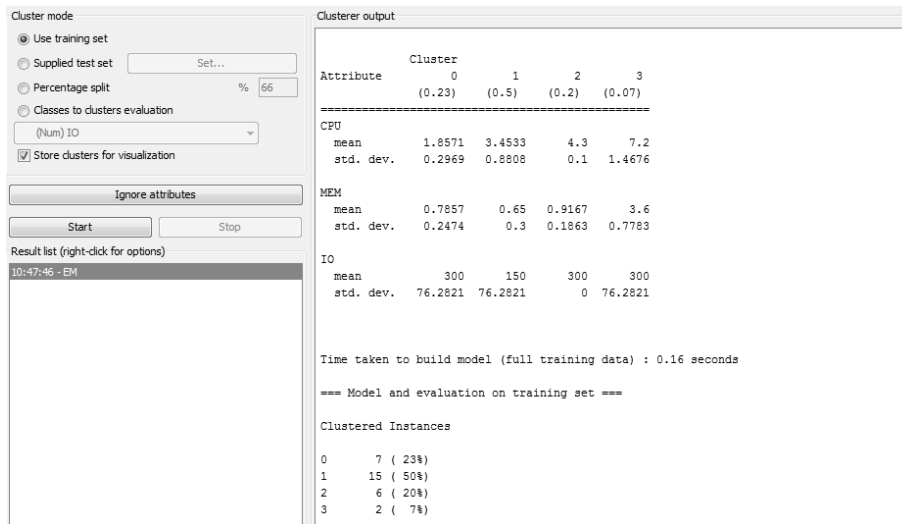 Cluster mode
Use training set
Supplied test set Set...
Percentage split % 66
Classes to clusters evaluation
(Num) IO
Store clusters for visualization
Ignore attributes
Start Stop
Result list (right-click for options)
10:47:46 - EM
Clusterer output
Cluster
Attribute 0 1 2 3
(0.23) (0.5) (0.2) (0.07)
==================================================
CPU
mean 1.8571 3.4533 4.3 7.2
std. dev. 0.2969 0.8808 0.1 1.4676
MEM
mean 0.7857 0.65 0.9167 3.6
std. dev. 0.2474 0.3 0.1863 0.7783
IO
mean 300 150 300 300
std. dev. 76.2821 76.2821 0 76.2821
Time taken to build model (full training data) : 0.16 seconds
=== Model and evaluation on training set ===
Clustered Instances
0 7 ( 23%)
1 15 ( 50%)
2 6 ( 20%)
3 2 ( 7%)